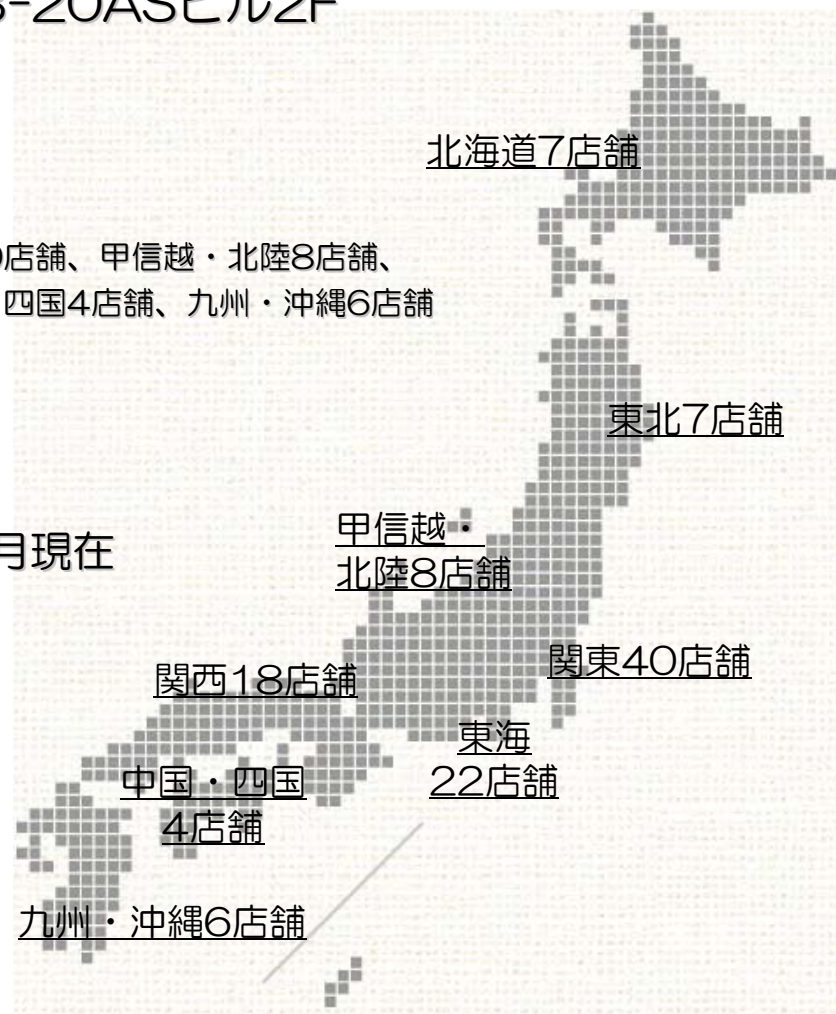 -20ASビル2F
北海道7店舗
0店舗、甲信越・北陸8店舗、
四国4店舗、九州・沖縄6店舗
東北7店舗
甲信越・
北陸8店舗
月現在
関東40店舗
関西18店舗
東海
22店舗
中国・四国
4店舗
九州・沖縄6店舗